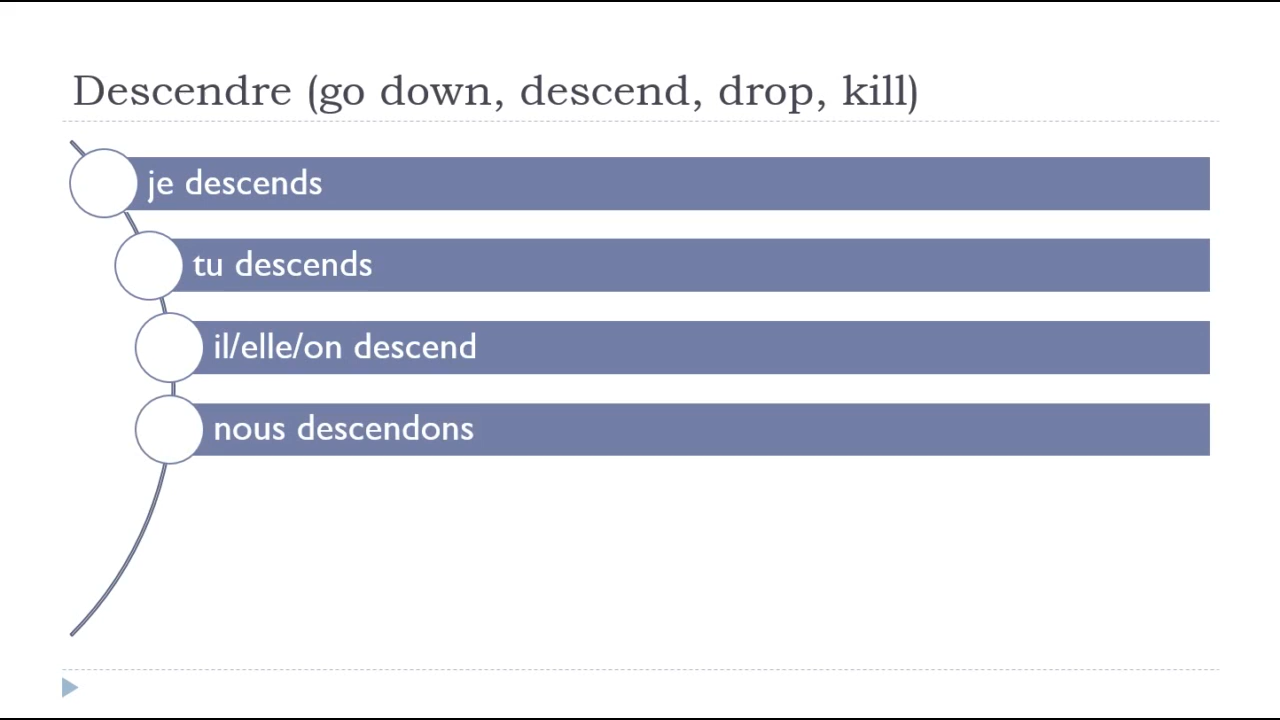 Descendre (go down, descend, drop, kill)
je descends
tu descends
il/elle/on descend
nous descendons